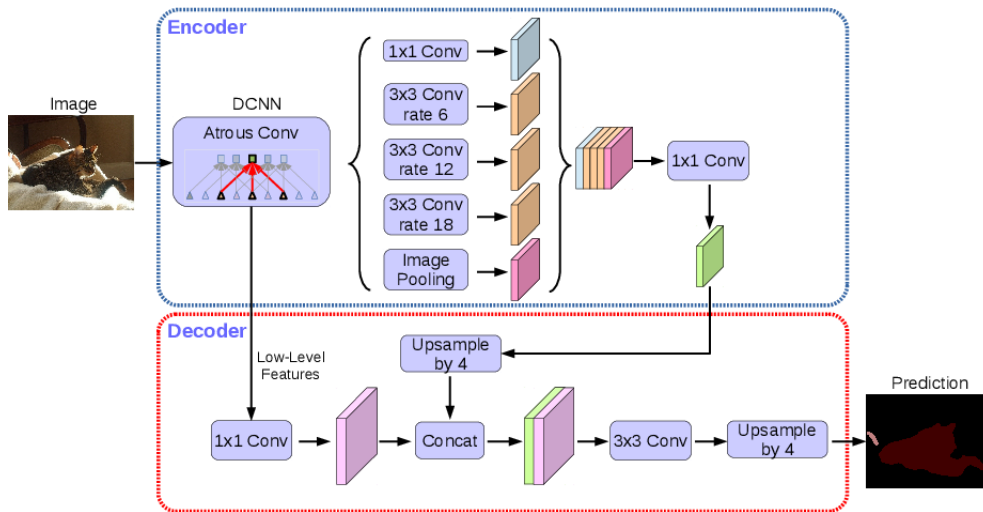 Encoder
1x1 Conv
3x3 Conv
rate 6
Image
DCNN
Atrous Conv
3x3 Conv
rate 12
1x1 Conv
3x3 Conv
rate 18
Image
Pooling
Decoder
Low-Level
Features
Upsample
by 4
Prediction
1x1 Conv
Concat
3x3 Conv
Upsample
by 4